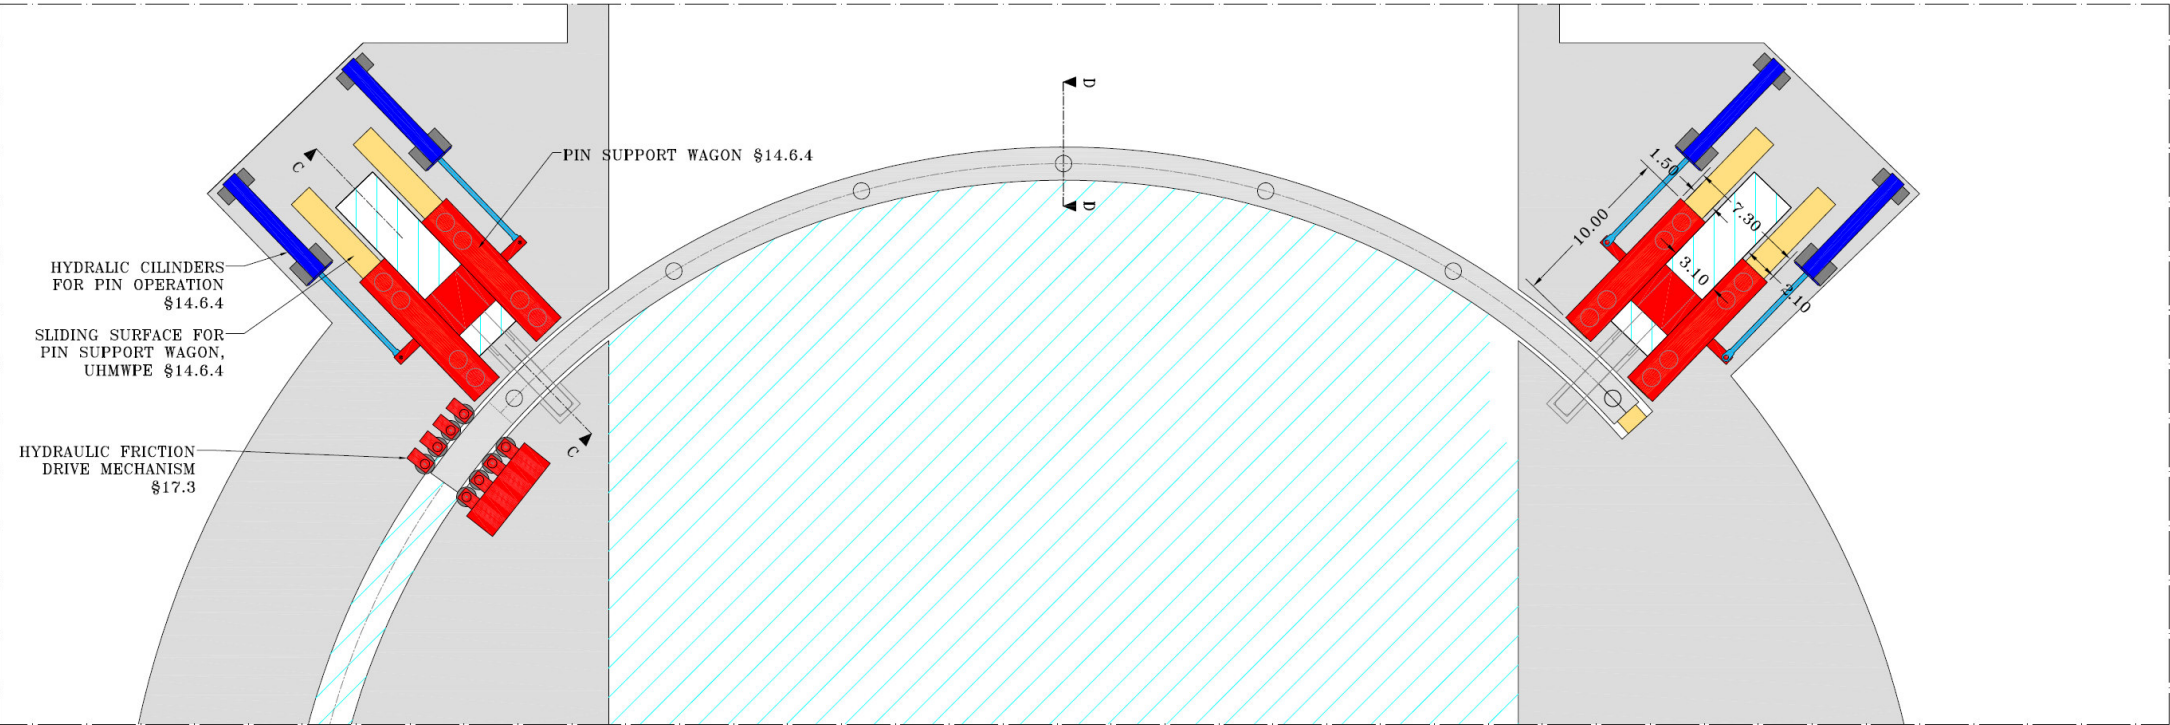 D
PIN SUPPORT WAGON §14.6.4
C
1.50
7.30
10.00
D
HYDRALIC CILINDERS
FOR PIN OPERATION
§14.6.4
3.10
2.10
SLIDING SURFACE FOR
PIN SUPPORT WAGON,
UHMWPE §14.6.4
C
HYDRAULIC FRICTION
DRIVE MECHANISM
§17.3